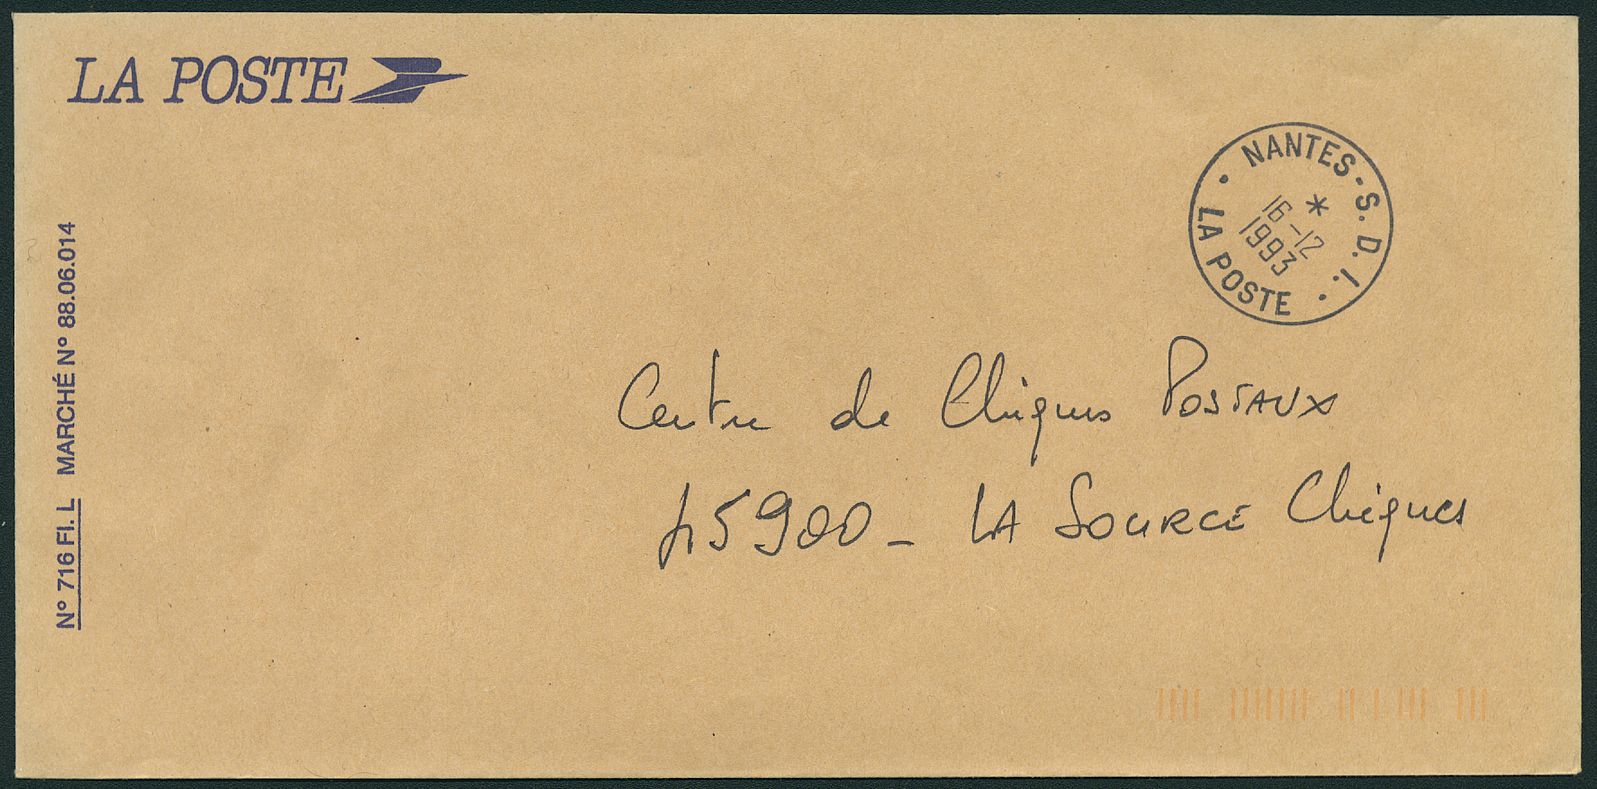 LA POSTE
NANTES - S. D. I.
*
16-12
1993
LA POSTE
N° 716 FI. L MARCHÉ N° 88.06.014
Centre de Chèques POSTAUX
45900 - LA SOURCE Chèques